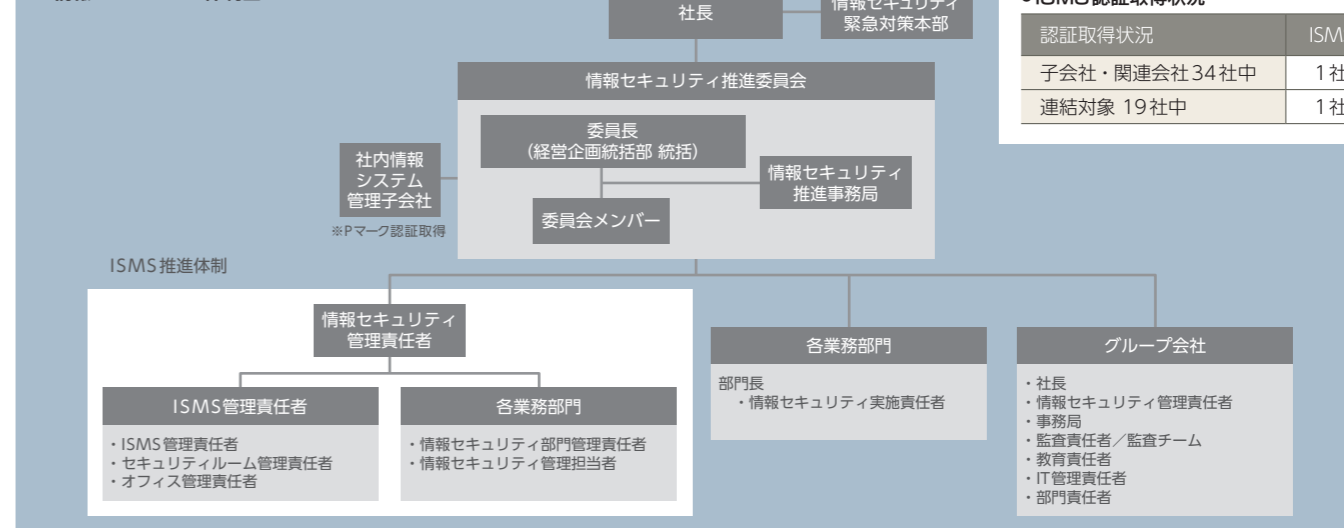 社長
情報セキュリティ
緊急対策本部
認証取得状況
子会社・関連会社34社中
1社
連結対象 19社中
1社
情報セキュリティ推進委員会
委員長
（経営企画統括部 統括）
情報セキュリティ
推進事務局
委員会メンバー
社内情報
システム
管理子会社
※Pマーク認証取得
ISMS推進体制
情報セキュリティ
管理責任者
ISMS管理責任者
・ISMS管理責任者
・セキュリティルーム管理責任者
・オフィス管理責任者
各業務部門
・情報セキュリティ部門管理責任者
・情報セキュリティ管理担当者
各業務部門
部門長
・情報セキュリティ実施責任者
グループ会社
・社長
・情報セキュリティ管理責任者
・事務局
・監査責任者／監査チーム
・教育責任者
・IT管理責任者
・部門責任者